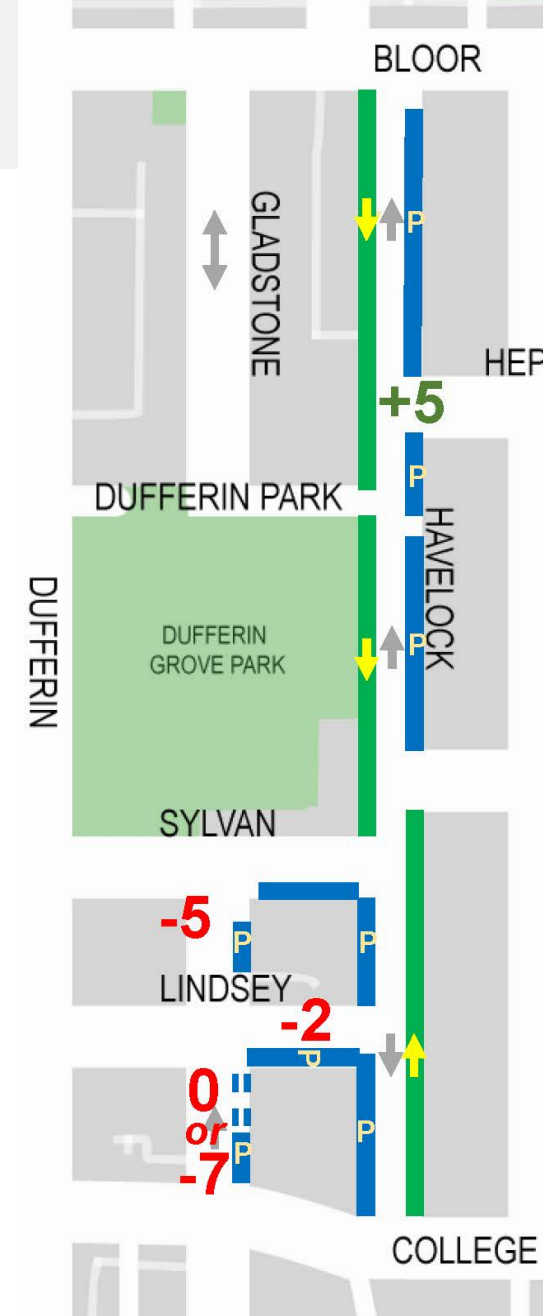 BLOOR
GLADSTONE
P
HEP
+5
P
DUFFERIN PARK
HAVELOCK
DUFFERIN
DUFFERIN
GROVE PARK
P
SYLVAN
-5
P
P
LINDSEY
-2
P
0
or
-7
P
P
COLLEGE